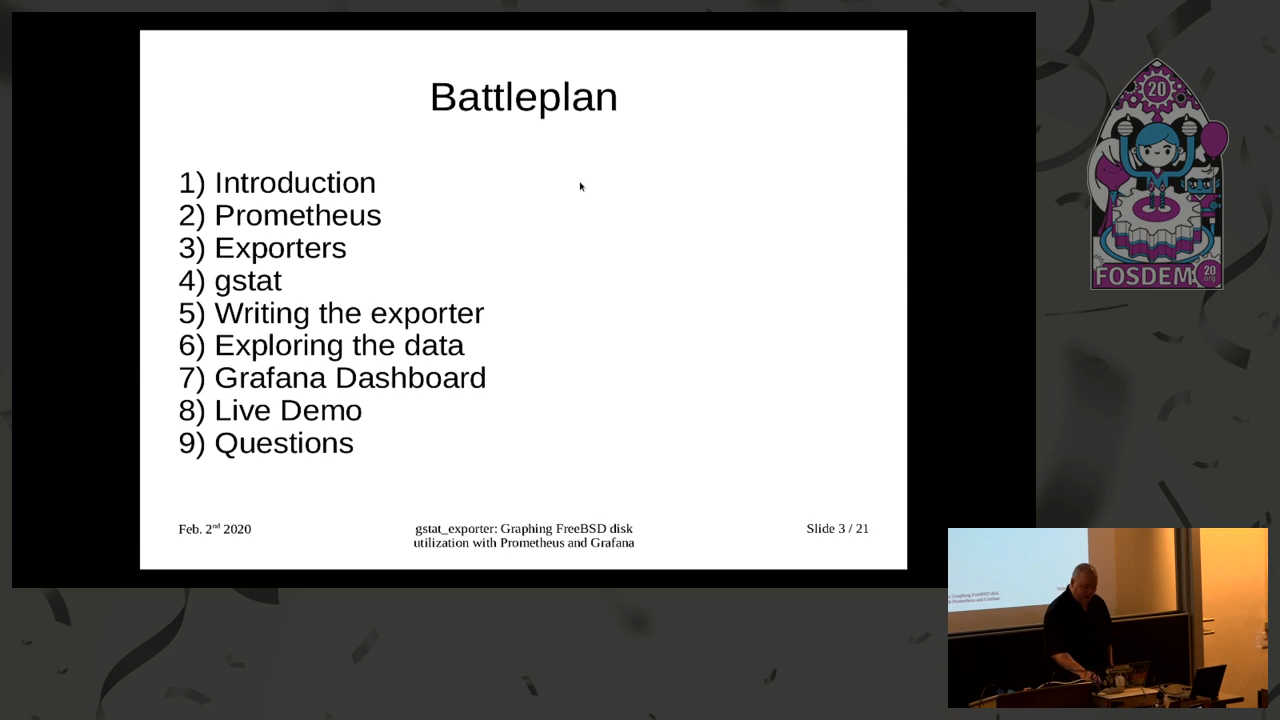 Battleplan
1) Introduction
2) Prometheus
3) Exporters
4) gstat
5) Writing the exporter
6) Exploring the data
7) Grafana Dashboard
8) Live Demo
9) Questions
Feb. 2nd 2020
gstat_exporter: Graphing FreeBSD disk
utilization with Prometheus and Grafana
Slide 3 / 21
20
FOSDEM
20
.org